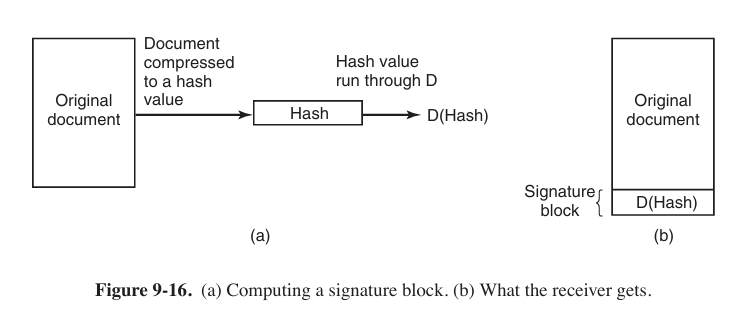 Original
document
Document
compressed
to a hash
value
Hash
Hash value
run through D
D(Hash)
(a)
Original
document
Signature
block
D(Hash)
(b)
Figure 9-16. (a) Computing a signature block. (b) What the receiver gets.